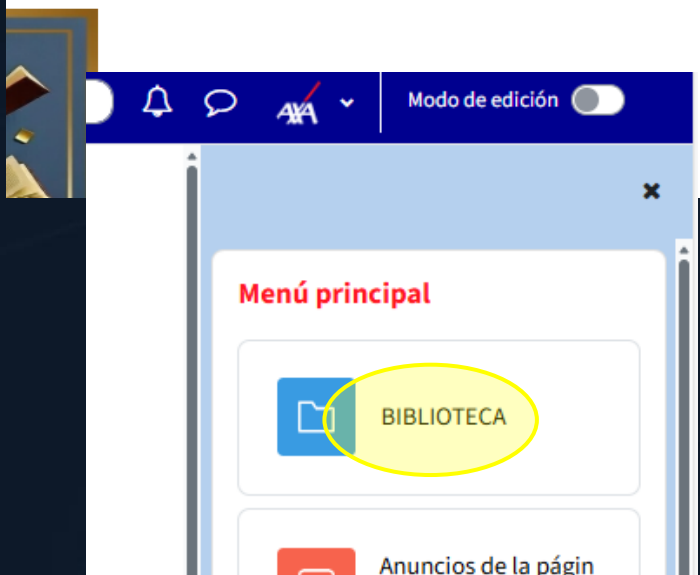 AXA
Modo de edición
Menú principal
BIBLIOTECA
Anuncios de la págin